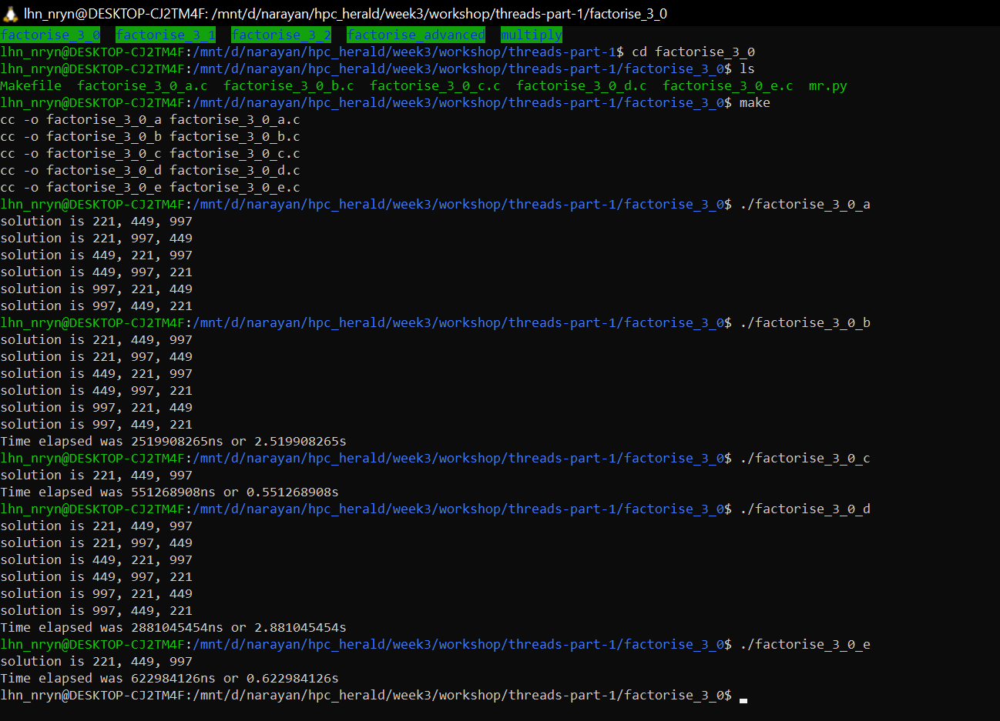 lhn_nryn@DESKTOP-CJ2TM4F: /mnt/d/narayan/hpc_herald/week3/workshop/threads-part-1/factorise_3_0
factorise_3_0  factorise_3_1  factorise_3_2  factorise_advanced  multiply
lhn_nryn@DESKTOP-CJ2TM4F:/mnt/d/narayan/hpc_herald/week3/workshop/threads-part-1$ cd factorise_3_0
lhn_nryn@DESKTOP-CJ2TM4F:/mnt/d/narayan/hpc_herald/week3/workshop/threads-part-1/factorise_3_0$ ls
Makefile  factorise_3_0_a.c  factorise_3_0_b.c  factorise_3_0_c.c  factorise_3_0_d.c  factorise_3_0_e.c  mr.py
lhn_nryn@DESKTOP-CJ2TM4F:/mnt/d/narayan/hpc_herald/week3/workshop/threads-part-1/factorise_3_0$ make
cc -o factorise_3_0_a factorise_3_0_a.c
cc -o factorise_3_0_b factorise_3_0_b.c
cc -o factorise_3_0_c factorise_3_0_c.c
cc -o factorise_3_0_d factorise_3_0_d.c
cc -o factorise_3_0_e factorise_3_0_e.c
lhn_nryn@DESKTOP-CJ2TM4F:/mnt/d/narayan/hpc_herald/week3/workshop/threads-part-1/factorise_3_0$ ./factorise_3_0_a
solution is 221, 449, 997
solution is 221, 997, 449
solution is 449, 221, 997
solution is 449, 997, 221
solution is 997, 221, 449
solution is 997, 449, 221
lhn_nryn@DESKTOP-CJ2TM4F:/mnt/d/narayan/hpc_herald/week3/workshop/threads-part-1/factorise_3_0$ ./factorise_3_0_b
solution is 221, 449, 997
solution is 221, 997, 449
solution is 449, 221, 997
solution is 449, 997, 221
solution is 997, 221, 449
solution is 997, 449, 221
Time elapsed was 2519908265ns or 2.519908265s
lhn_nryn@DESKTOP-CJ2TM4F:/mnt/d/narayan/hpc_herald/week3/workshop/threads-part-1/factorise_3_0$ ./factorise_3_0_c
solution is 221, 449, 997
Time elapsed was 551268908ns or 0.551268908s
lhn_nryn@DESKTOP-CJ2TM4F:/mnt/d/narayan/hpc_herald/week3/workshop/threads-part-1/factorise_3_0$ ./factorise_3_0_d
solution is 221, 449, 997
solution is 221, 997, 449
solution is 449, 221, 997
solution is 449, 997, 221
solution is 997, 221, 449
solution is 997, 449, 221
Time elapsed was 2881045454ns or 2.881045454s
lhn_nryn@DESKTOP-CJ2TM4F:/mnt/d/narayan/hpc_herald/week3/workshop/threads-part-1/factorise_3_0$ ./factorise_3_0_e
solution is 221, 449, 997
Time elapsed was 622984126ns or 0.622984126s
lhn_nryn@DESKTOP-CJ2TM4F:/mnt/d/narayan/hpc_herald/week3/workshop/threads-part-1/factorise_3_0$